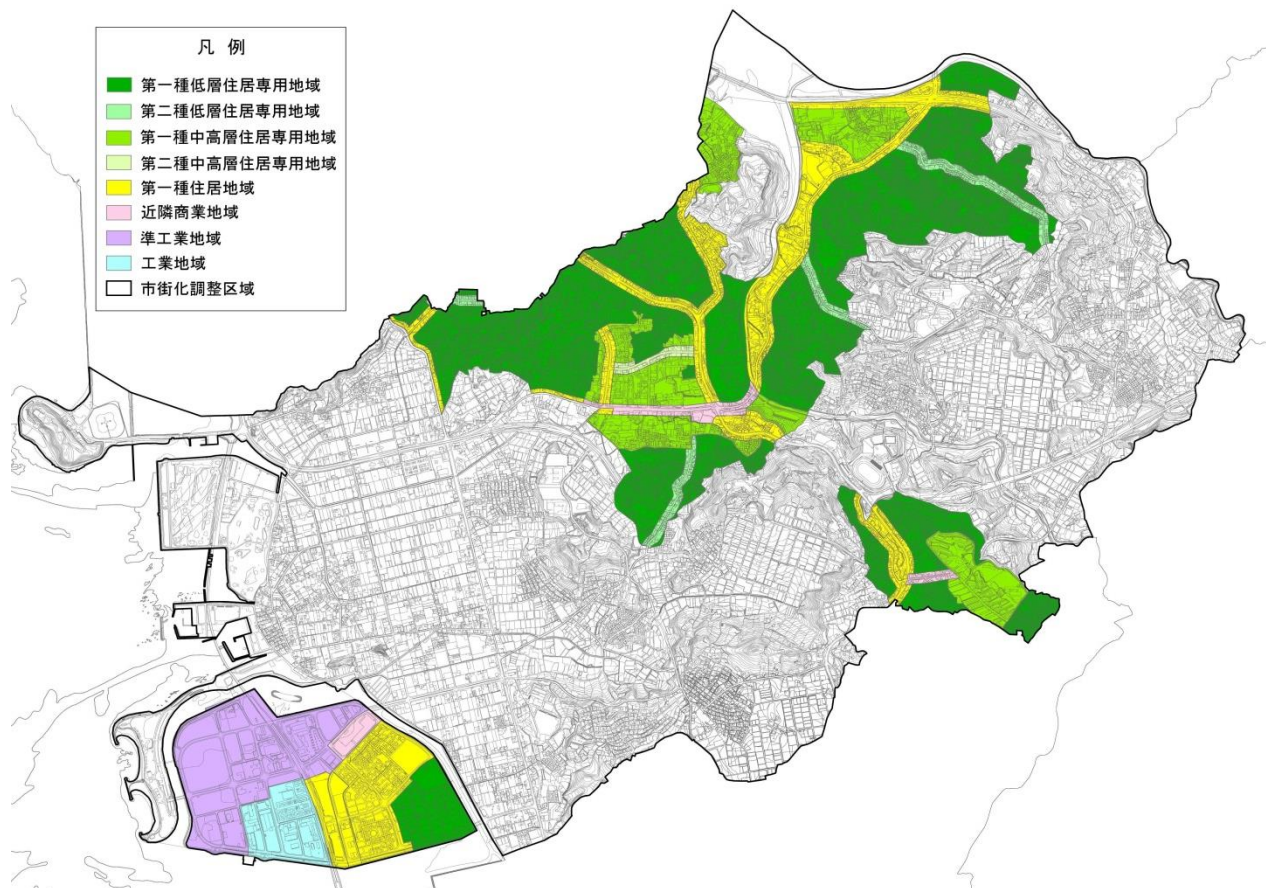 凡 例
第一種低層住居専用地域
第二種低層住居専用地域
第一種中高層住居専用地域
第二種中高層住居専用地域
第一種住居地域
近隣商業地域
準工業地域
工業地域
市街化調整区域